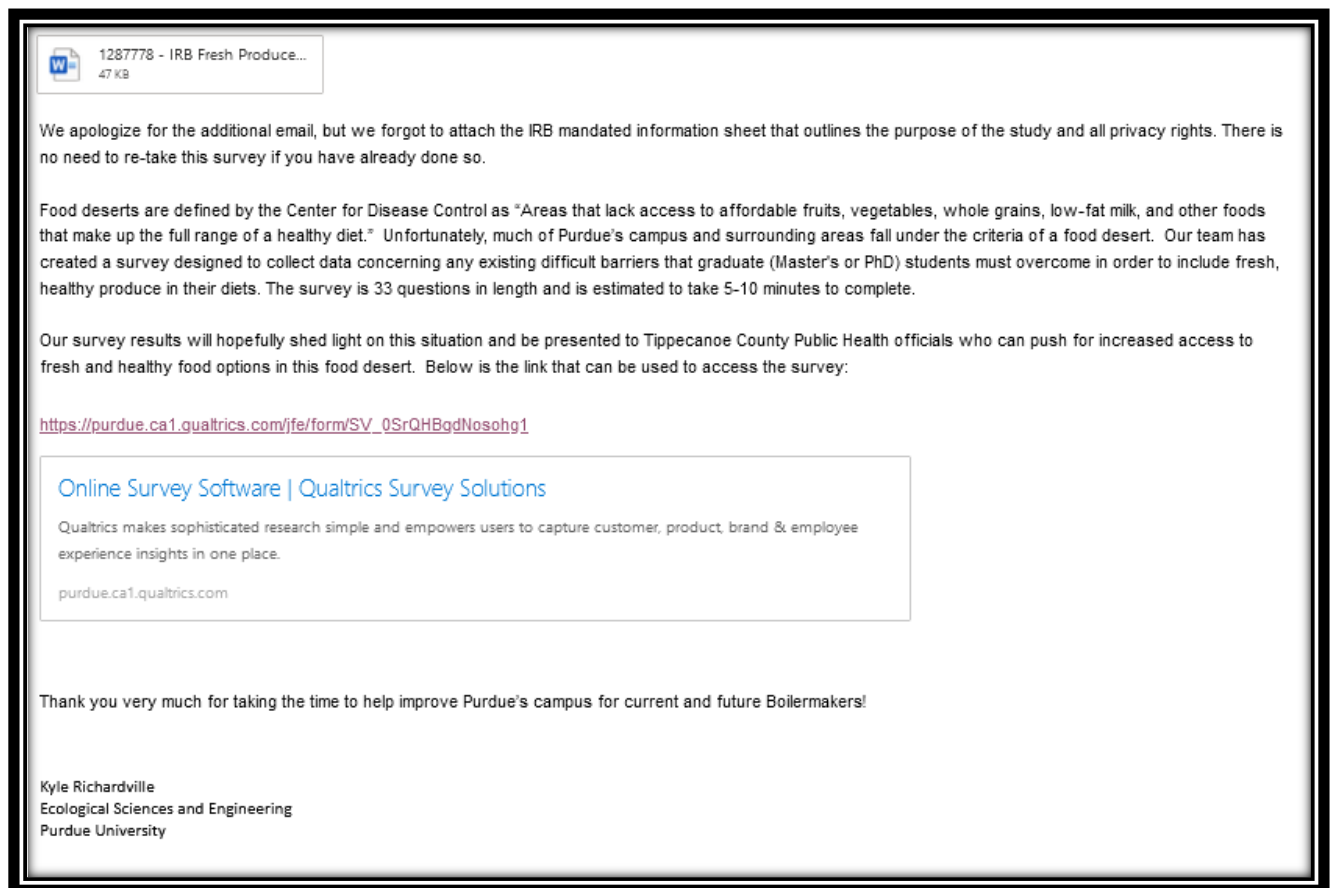 1287778 - IRB Fresh Produce...
47 KB
We apologize for the additional email, but we forgot to attach the IRB mandated information sheet that outlines the purpose of the study and all privacy rights. There is
no need to re-take this survey if you have already done so.
Food deserts are defined by the Center for Disease Control as “Areas that lack access to affordable fruits, vegetables, whole grains, low-fat milk, and other foods
that make up the full range of a healthy diet.” Unfortunately, much of Purdue’s campus and surrounding areas fall under the criteria of a food desert. Our team has
created a survey designed to collect data concerning any existing difficult barriers that graduate (Master's or PhD) students must overcome in order to include fresh,
healthy produce in their diets. The survey is 33 questions in length and is estimated to take 5-10 minutes to complete.
Our survey results will hopefully shed light on this situation and be presented to Tippecanoe County Public Health officials who can push for increased access to
fresh and healthy food options in this food desert. Below is the link that can be used to access the survey:
https://purdue.ca1.qualtrics.com/jfe/form/SV_0SrQHBqdNosohg1
Online Survey Software | Qualtrics Survey Solutions
Qualtrics makes sophisticated research simple and empowers users to capture customer, product, brand & employee
experience insights in one place.
purdue.ca1.qualtrics.com
Thank you very much for taking the time to help improve Purdue’s campus for current and future Boilermakers!
Kyle Richardville
Ecological Sciences and Engineering
Purdue University